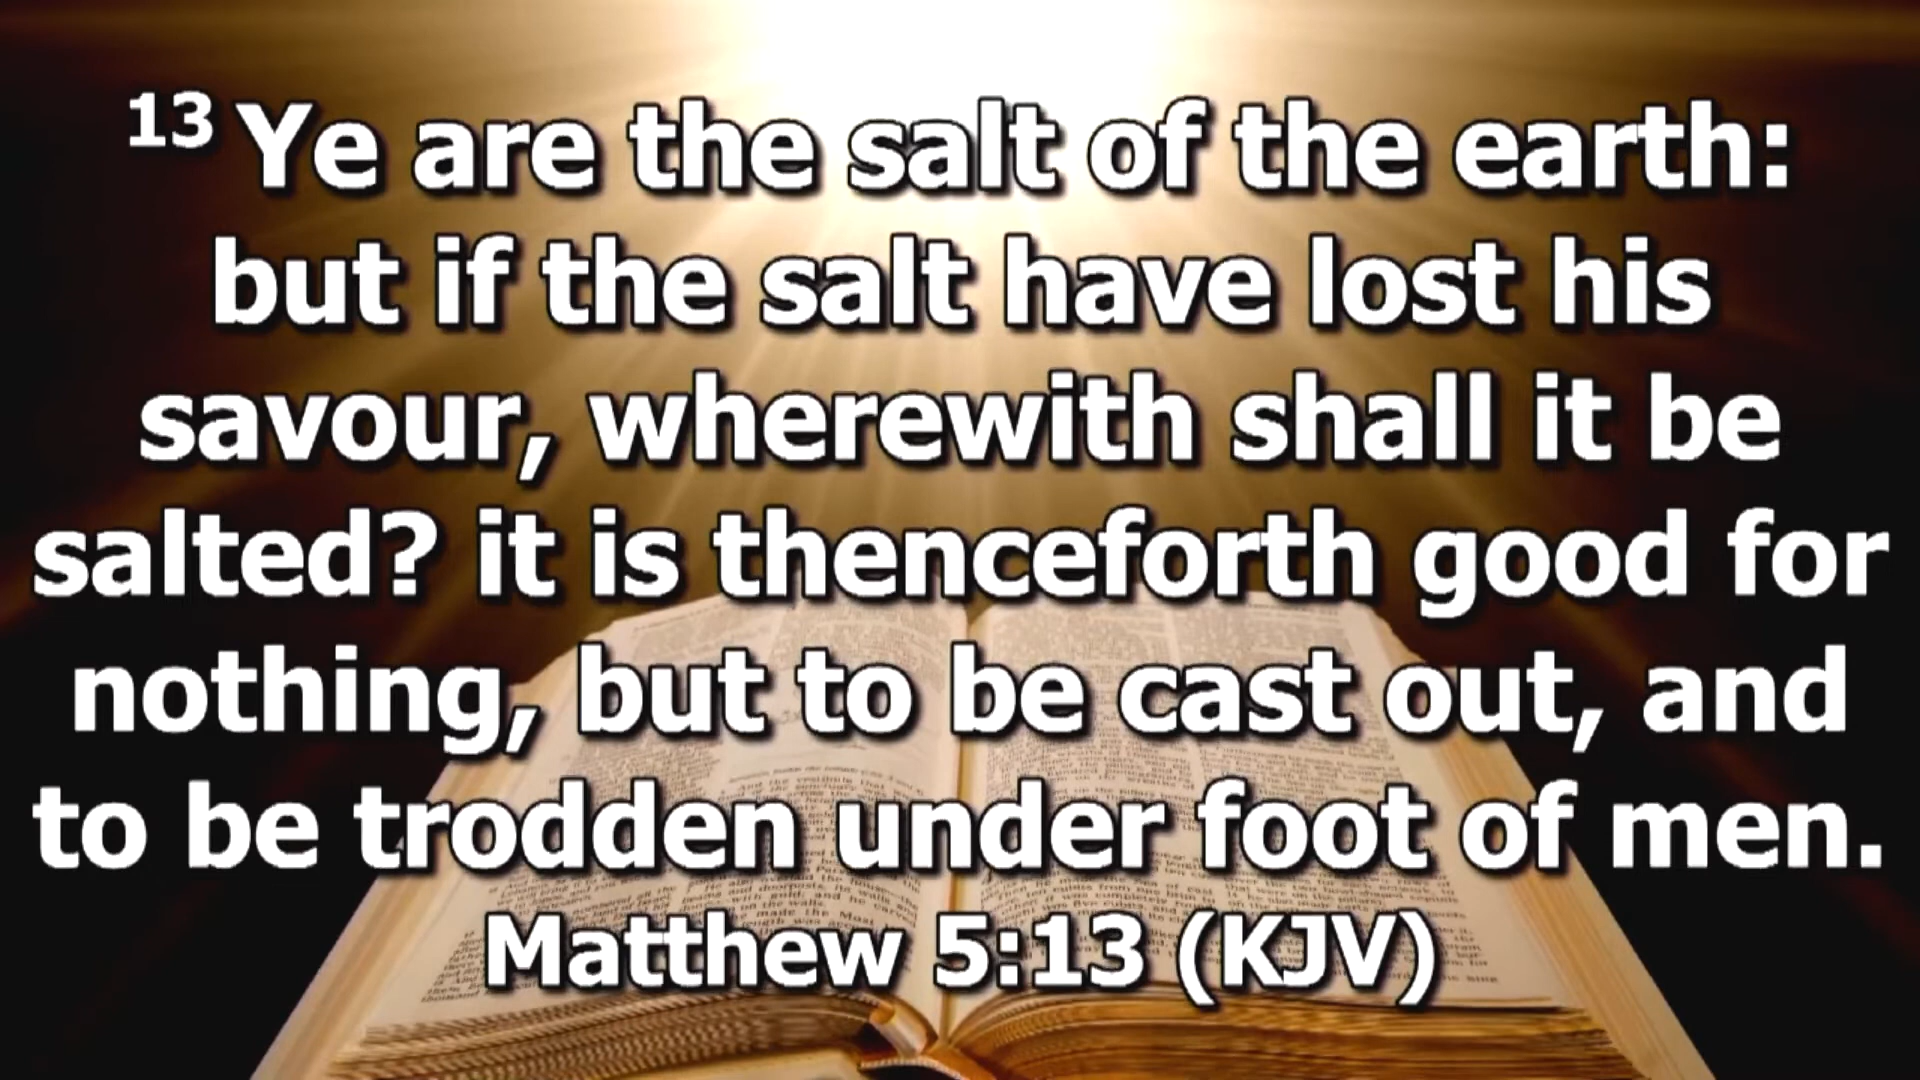 13 Ye are the salt of the earth:
but if the salt have lost his
savour, wherewith shall it be
salted? it is thenceforth good for
nothing, but to be cast out, and
to be trodden under foot of men.
Matthew 5:13 (KJV)